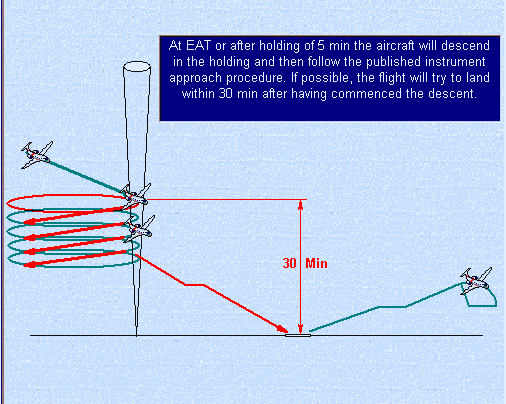 At EAT or after holding of 5 min the aircraft will descend
in the holding and then follow the published instrument
approach procedure. If possible, the flight will try to land
within 30 min after having commenced the descent.
30 Min